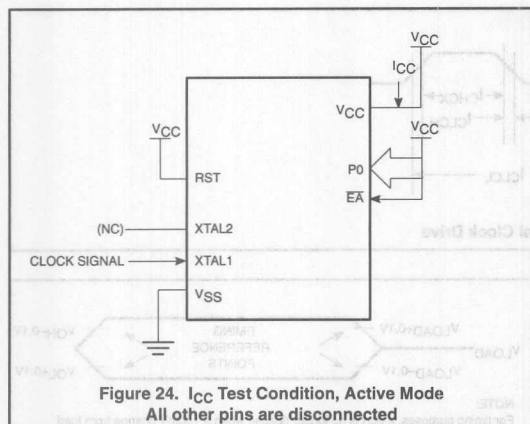 VCC
ICC
VCC
VCC
VCC
P0
RST
EA
(NC)
XTAL2
CLOCK SIGNAL
XTAL1
VSS
Figure 24. ICC Test Condition, Active Mode
All other pins are disconnected